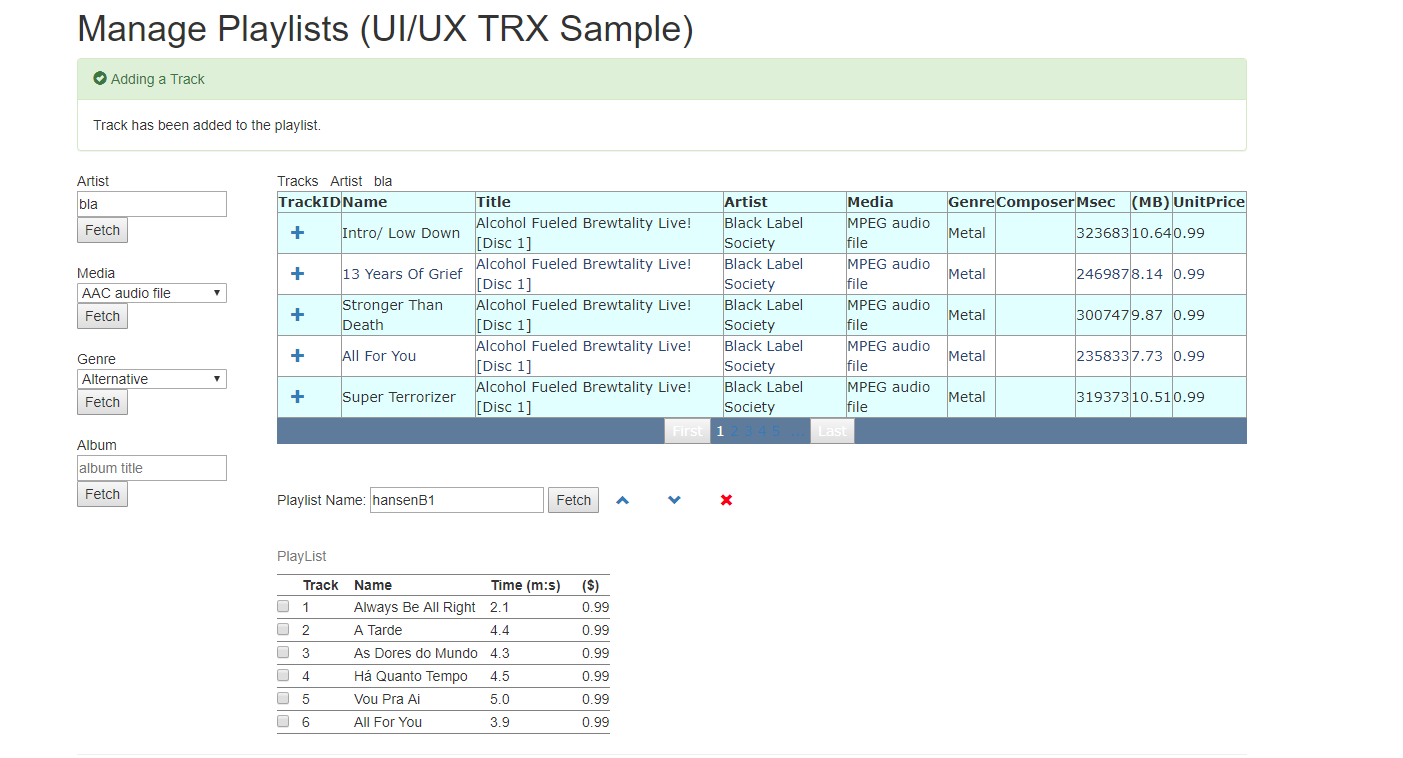 Manage Playlists (UI/UX TRX Sample)
Adding a Track
Track has been added to the playlist.
Artist
bla
Fetch
Media
AAC audio file
Fetch
Genre
Alternative
Fetch
Album
album title
Fetch
Tracks Artist bla
TrackID Name Title Artist Media Genre Composer Msec (MB) UnitPrice
Intro/ Low Down Alcohol Fueled Brewtality Live! [Disc 1] Black Label Society MPEG audio file Metal 323683 10.64 0.99
13 Years Of Grief Alcohol Fueled Brewtality Live! [Disc 1] Black Label Society MPEG audio file Metal 246987 8.14 0.99
Stronger Than Death Alcohol Fueled Brewtality Live! [Disc 1] Black Label Society MPEG audio file Metal 300747 9.87 0.99
All For You Alcohol Fueled Brewtality Live! [Disc 1] Black Label Society MPEG audio file Metal 235833 7.73 0.99
Super Terrorizer Alcohol Fueled Brewtality Live! [Disc 1] Black Label Society MPEG audio file Metal 319373 10.51 0.99
First 1 2 3 4 5 ... Last
Playlist Name: hansenB1 Fetch
PlayList
Track Name Time (m:s) ($)
1 Always Be All Right 2.1 0.99
2 A Tarde 4.4 0.99
3 As Dores do Mundo 4.3 0.99
4 Há Quanto Tempo 4.5 0.99
5 Vou Pra Ai 5.0 0.99
6 All For You 3.9 0.99